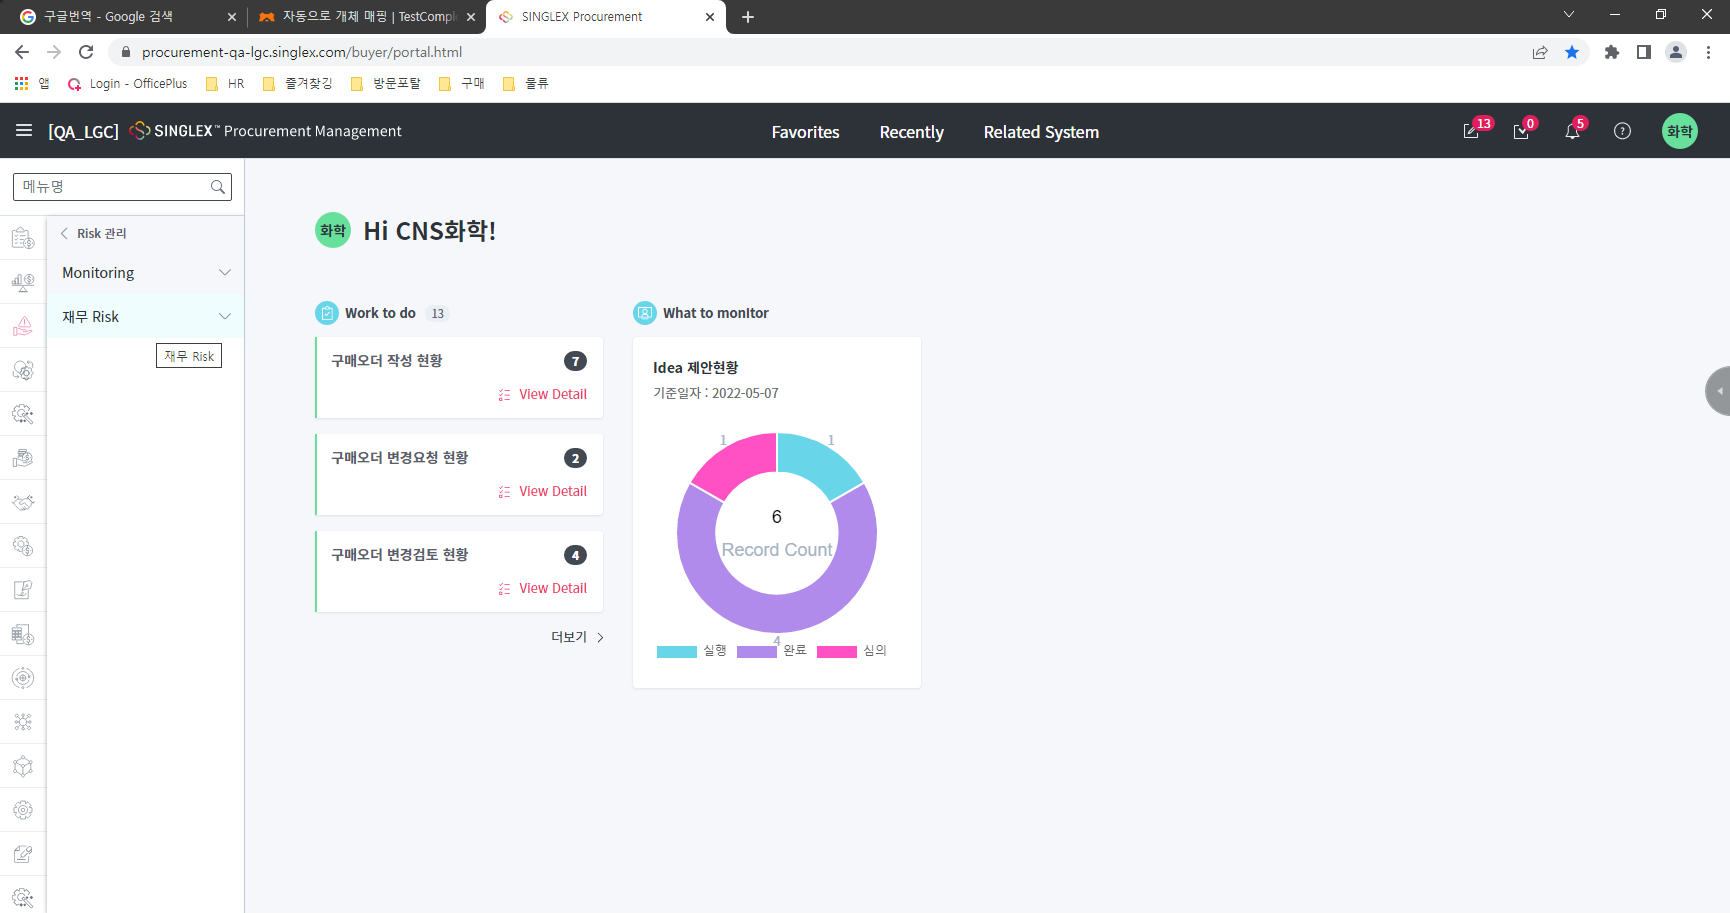 구글번역 - Google 검색
자동으로 개체 매핑 | TestComple
SINGLEX Procurement
procurement-qa-lgc.singlex.com/buyer/portal.html
앱 Login - OfficePlus HR 즐겨찾깅 방문포탈 구매 물류
[QA_LGC] SINGLEX™ Procurement Management
Favorites Recently Related System
13 0 5 ? 화학
메뉴명
Risk 관리
Monitoring
재무 Risk
재무 Risk
화학 Hi CNS화학!
Work to do 13
구매오더 작성 현황 7
View Detail
구매오더 변경요청 현황 2
View Detail
구매오더 변경검토 현황 4
View Detail
더보기
What to monitor
Idea 제안현황
기준일자 : 2022-05-07
1 1
6
Record Count
4
실행 완료 심의